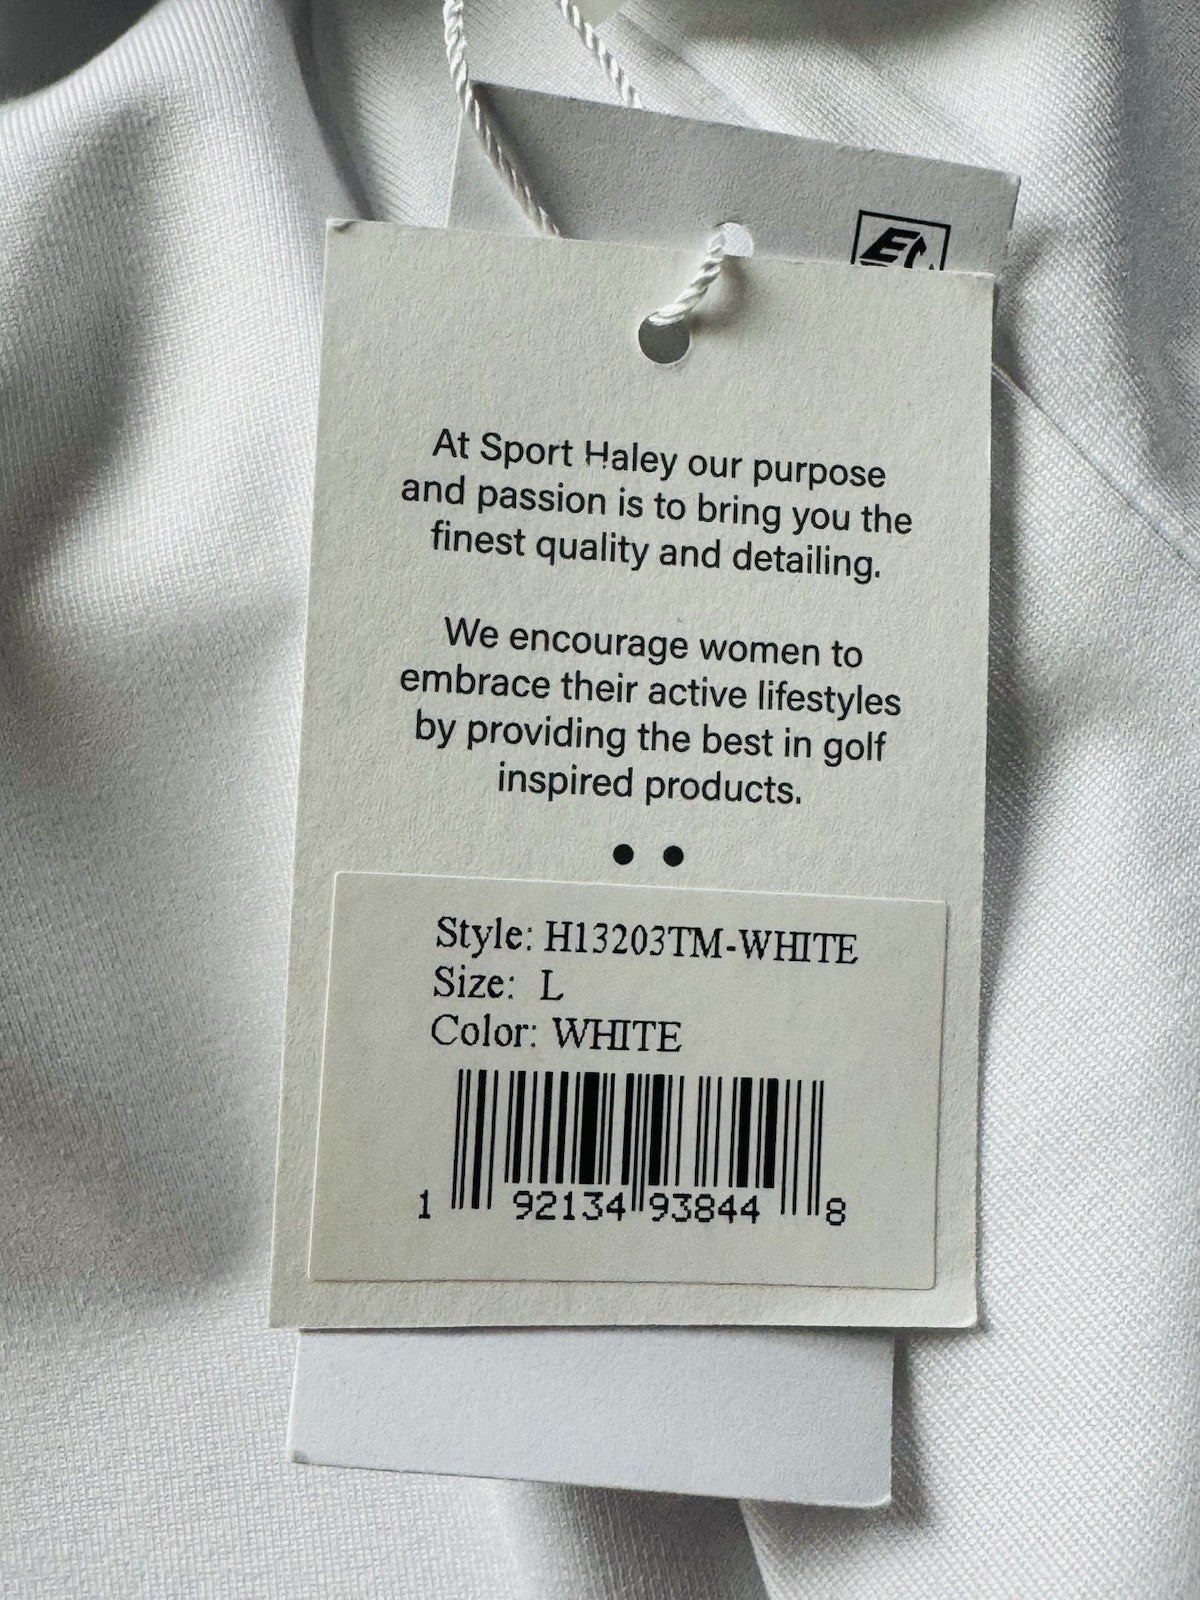 At Sport Haley our purpose
and passion is to bring you the
finest quality and detailing.
We encourage women to
embrace their active lifestyles
by providing the best in golf
inspired products.
Style: H13203TM-WHITE
Size: L
Color: WHITE
1 92134 93844 8